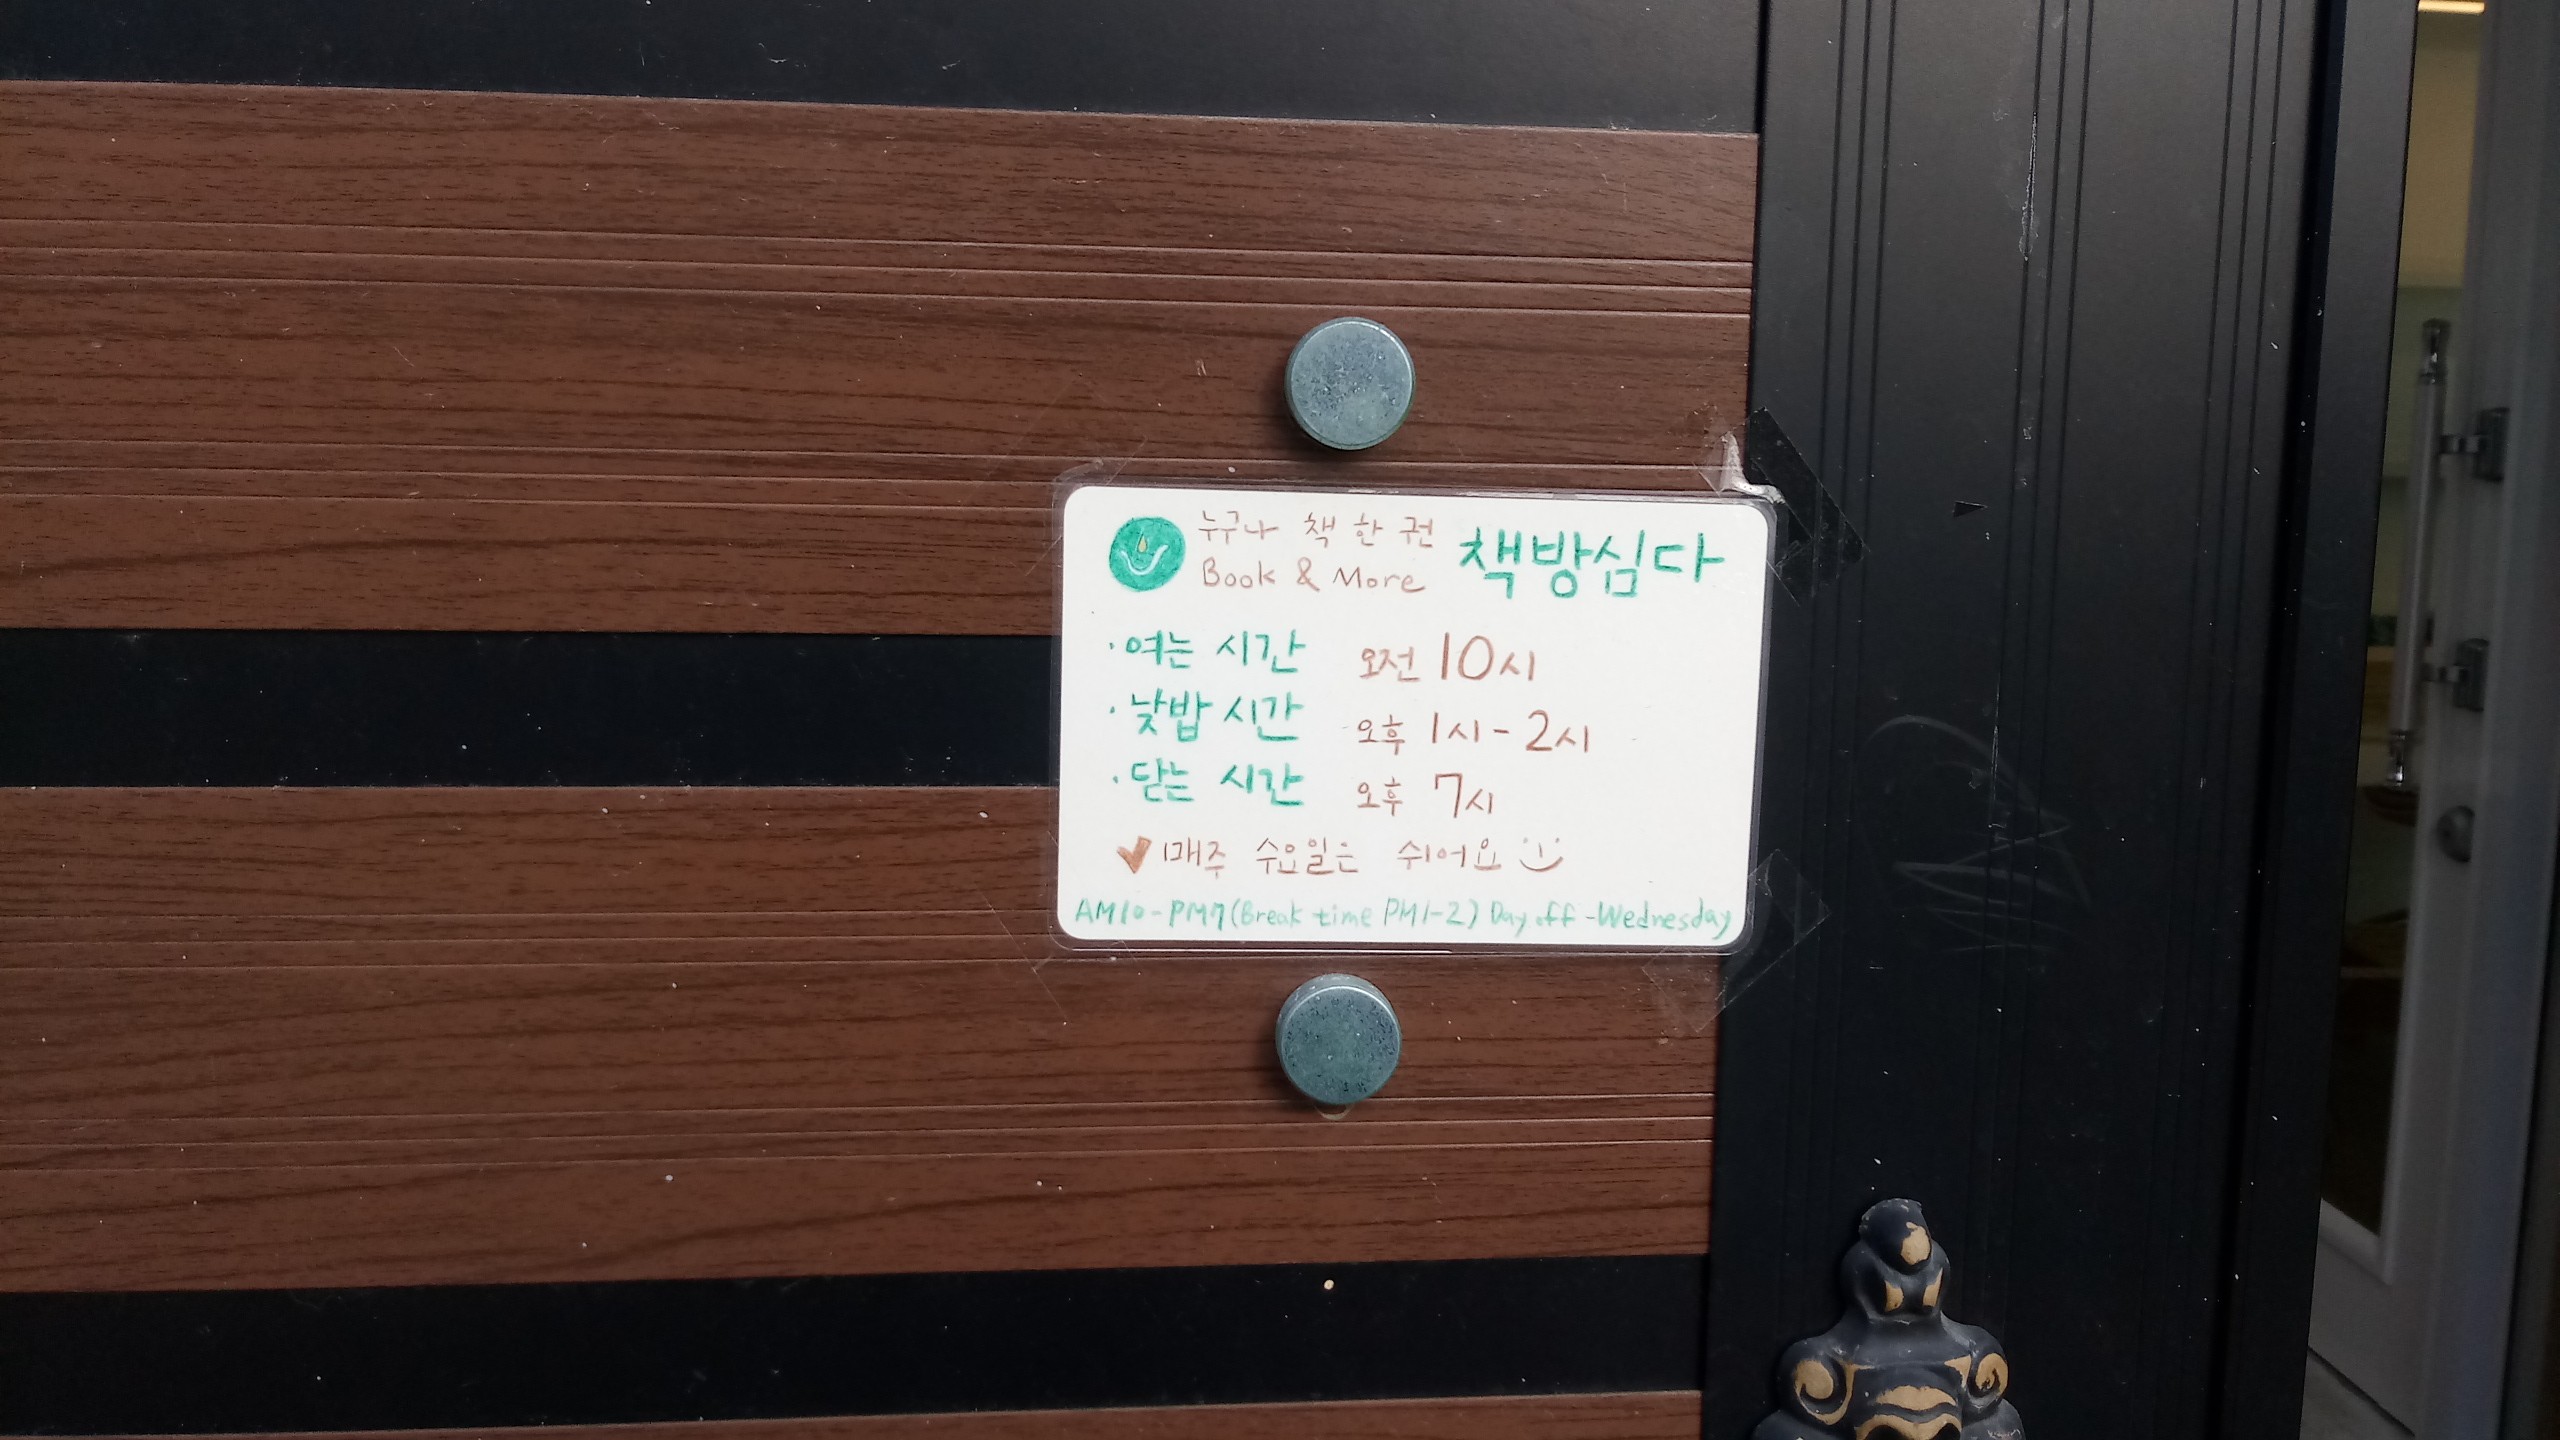 누구나 책 한 권
Book & More
책방심다
· 여는 시간 오전 10시
· 낮밥 시간 오후 1시 - 2시
· 닫는 시간 오후 7시
✓ 매주 수요일은 쉬어요
AM10 - PM7 (Break time PM1-2) Day off - Wednesday